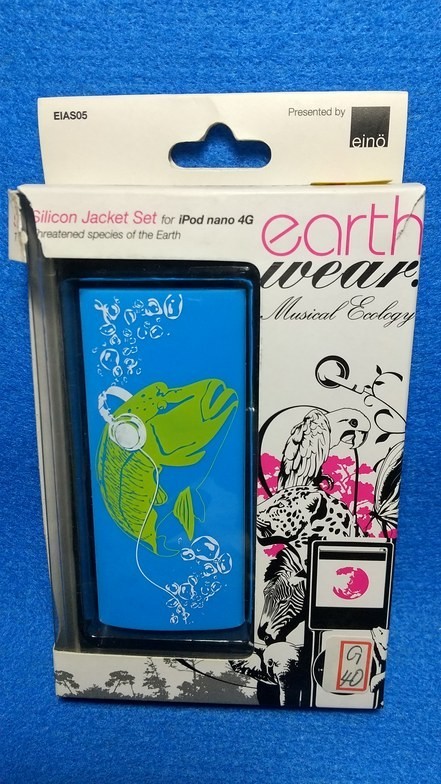 EIAS05
Presented by
einö
Silicon Jacket Set for iPod nano 4G
Threatened species of the Earth
earth
wear.
Musical Ecology
40